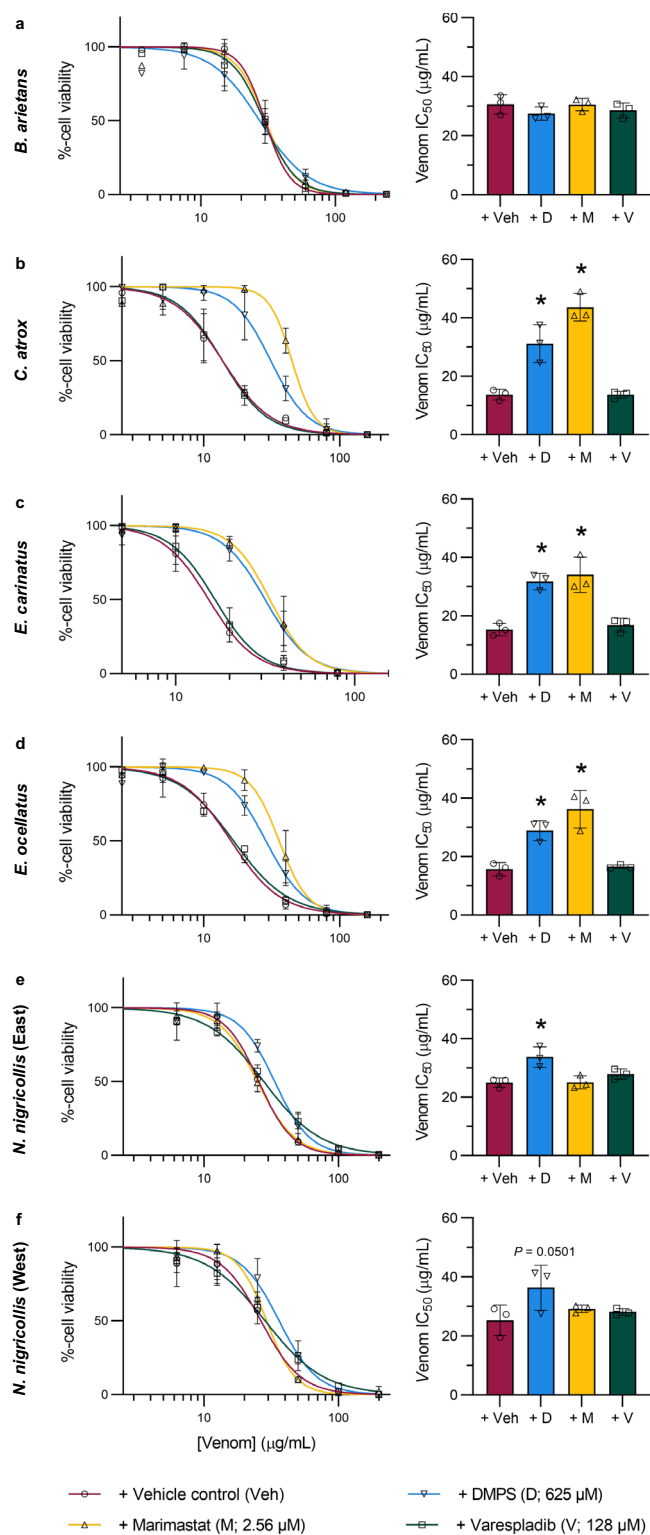 a
B. arietans
%-cell viability
100
50
0
10
100
Venom IC50 (μg/mL)
60
40
20
0
+ Veh + D + M + V
b
C. atrox
%-cell viability
100
50
0
10
100
Venom IC50 (μg/mL)
60
40
20
0
*
*
+ Veh + D + M + V
c
E. carinatus
%-cell viability
100
50
0
10
100
Venom IC50 (μg/mL)
60
40
20
0
*
*
+ Veh + D + M + V
d
E. ocellatus
%-cell viability
100
50
0
10
100
Venom IC50 (μg/mL)
60
40
20
0
*
*
+ Veh + D + M + V
e
N. nigricollis (East)
%-cell viability
100
50
0
10
100
Venom IC50 (μg/mL)
60
40
20
0
*
+ Veh + D + M + V
f
N. nigricollis (West)
%-cell viability
100
50
0
10
100
[Venom] (μg/mL)
Venom IC50 (μg/mL)
60
40
20
0
P = 0.0501
+ Veh + D + M + V
+ Vehicle control (Veh)
+ DMPS (D; 625 μM)
+ Marimastat (M; 2.56 μM)
+ Varespladib (V; 128 μM)